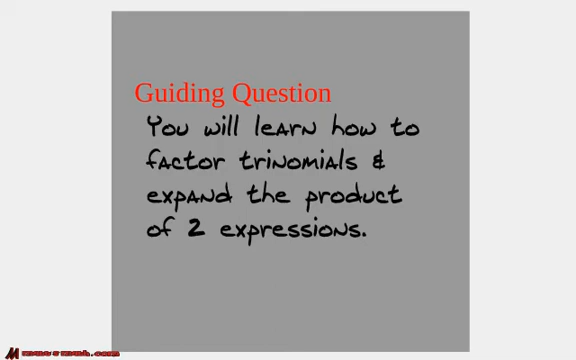 Guiding Question
You will learn how to
factor trinomials &
expand the product
of 2 expressions.